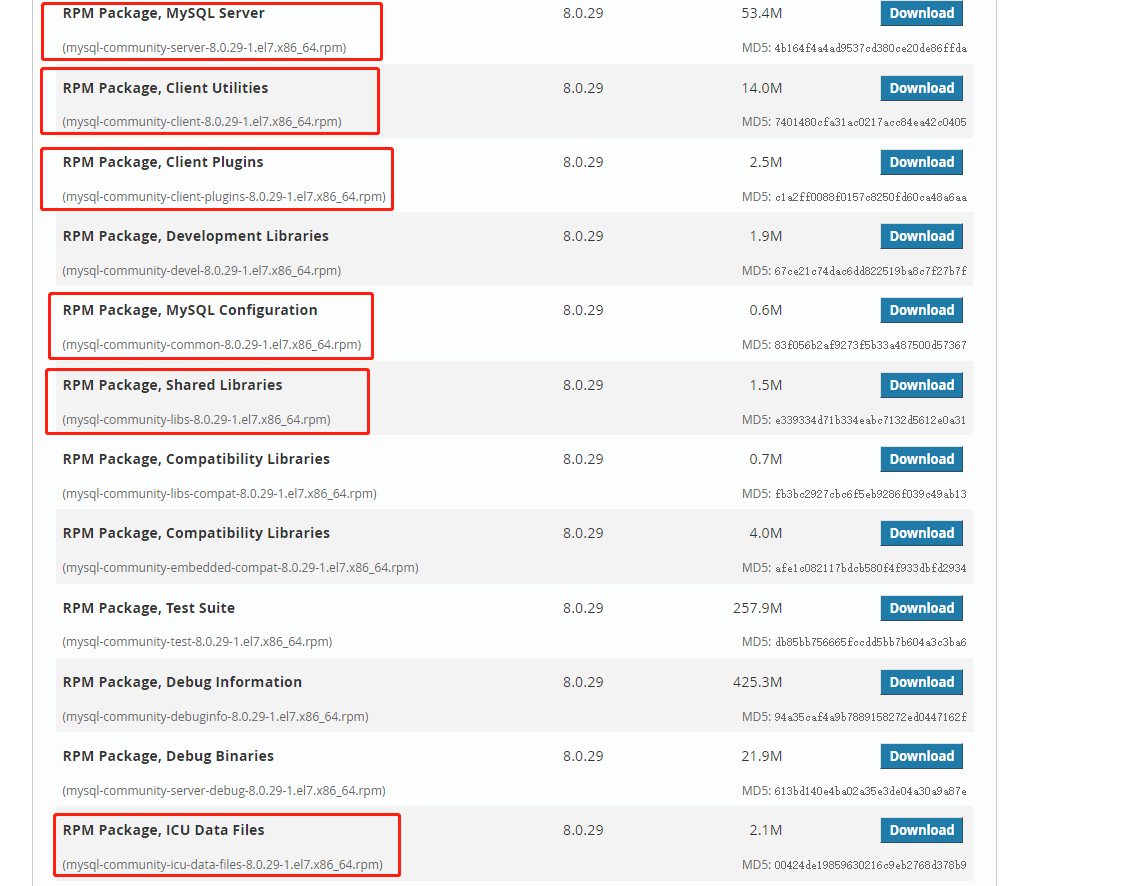 RPM Package, MySQL Server 8.0.29 53.4M Download
(mysql-community-server-8.0.29-1.el7.x86_64.rpm) MD5: 4b164f4a4ad9537cd380ce20de86ffda
RPM Package, Client Utilities 8.0.29 14.0M Download
(mysql-community-client-8.0.29-1.el7.x86_64.rpm) MD5: 7401480cfa31ac0217acc84ea42c0405
RPM Package, Client Plugins 8.0.29 2.5M Download
(mysql-community-client-plugins-8.0.29-1.el7.x86_64.rpm) MD5: c1a2ff0088f0157c8250fd60ca48a6aa
RPM Package, Development Libraries 8.0.29 1.9M Download
(mysql-community-devel-8.0.29-1.el7.x86_64.rpm) MD5: 67ce21c74dac6dd822519ba8c7f27b7f
RPM Package, MySQL Configuration 8.0.29 0.6M Download
(mysql-community-common-8.0.29-1.el7.x86_64.rpm) MD5: 83f056b2af9273f5b33a487500d57367
RPM Package, Shared Libraries 8.0.29 1.5M Download
(mysql-community-libs-8.0.29-1.el7.x86_64.rpm) MD5: e339334d71b334eabc7132d5612e0a31
RPM Package, Compatibility Libraries 8.0.29 0.7M Download
(mysql-community-libs-compat-8.0.29-1.el7.x86_64.rpm) MD5: fb3bc2927cbc6f5eb9286f039c49ab13
RPM Package, Compatibility Libraries 8.0.29 4.0M Download
(mysql-community-embedded-compat-8.0.29-1.el7.x86_64.rpm) MD5: afe1c082117bdcb580f4f933dbfd2934
RPM Package, Test Suite 8.0.29 257.9M Download
(mysql-community-test-8.0.29-1.el7.x86_64.rpm) MD5: db85bb756665fccdd5bb7b604a3c3ba6
RPM Package, Debug Information 8.0.29 425.3M Download
(mysql-community-debuginfo-8.0.29-1.el7.x86_64.rpm) MD5: 94a35caf4a9b7889158272ed0447162f
RPM Package, Debug Binaries 8.0.29 21.9M Download
(mysql-community-server-debug-8.0.29-1.el7.x86_64.rpm) MD5: 613bd140e4ba02a35e3de04a30a9a87e
RPM Package, ICU Data Files 8.0.29 2.1M Download
(mysql-community-icu-data-files-8.0.29-1.el7.x86_64.rpm) MD5: 00424de19859630216c9eb2768d378b9